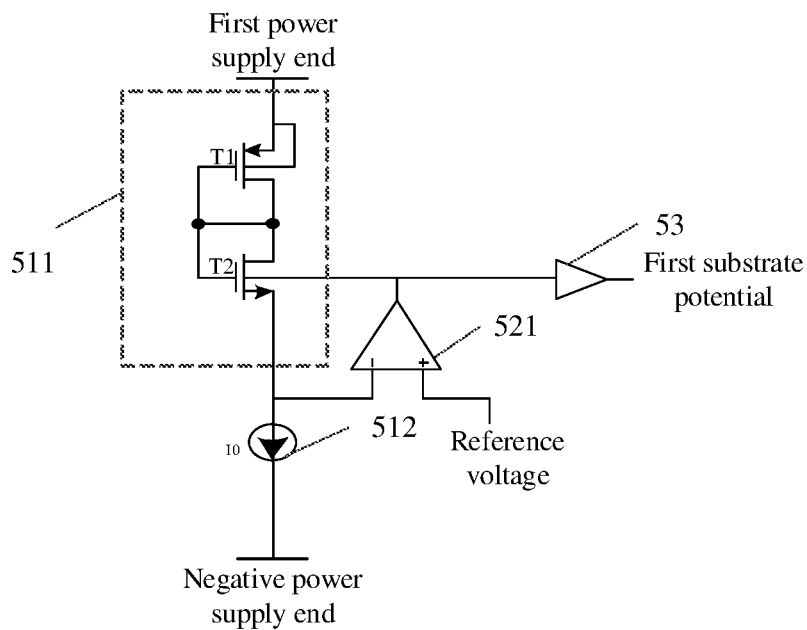 First power
supply end
T1
511
T2
53
First substrate
potential
521
-
+
I0
512
Reference
voltage
Negative power
supply end